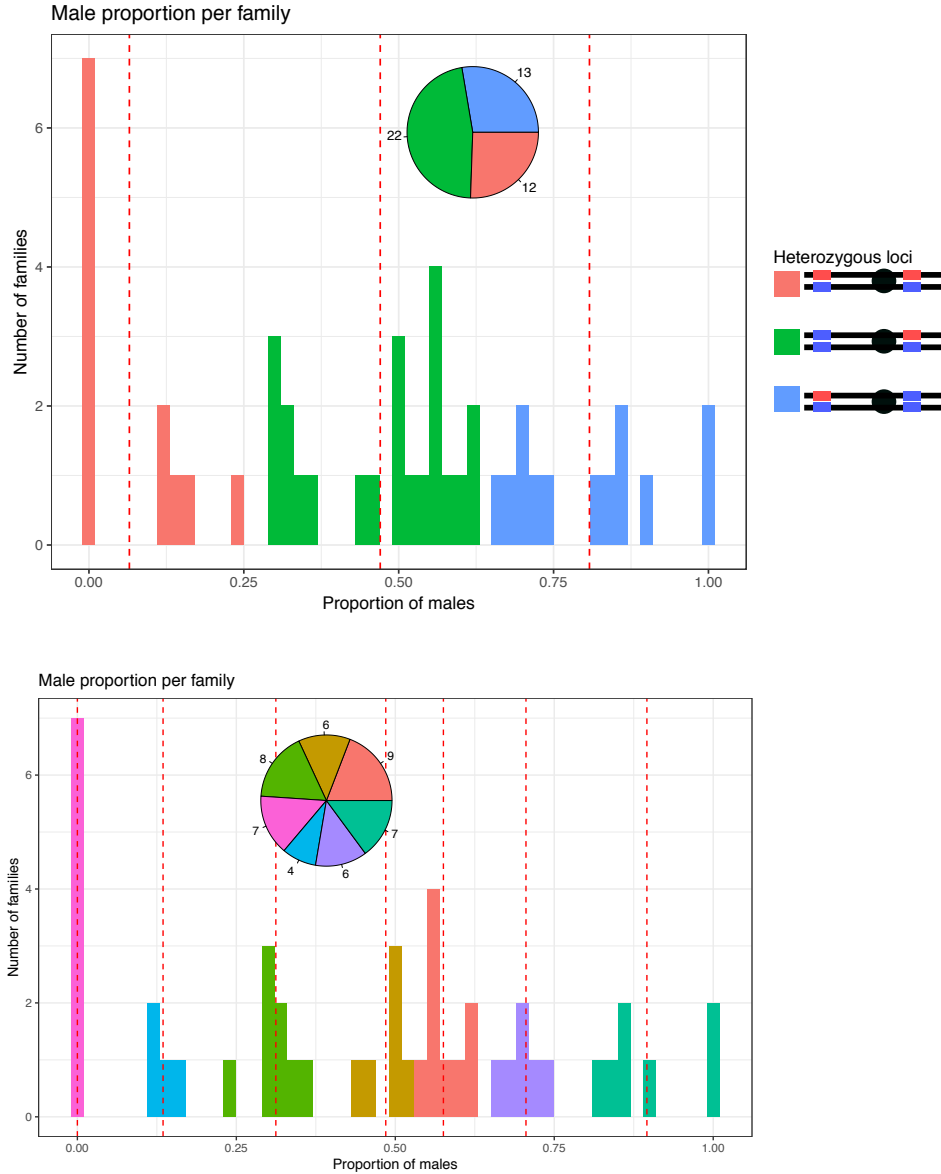 Male proportion per family
Number of families
6
4
2
0
13
22
12
0.00 0.25 0.50 0.75 1.00
Proportion of males
Heterozygous loci
Male proportion per family
Number of families
6
4
2
0
6
8
9
7
7
4
6
0.00 0.25 0.50 0.75 1.00
Proportion of males